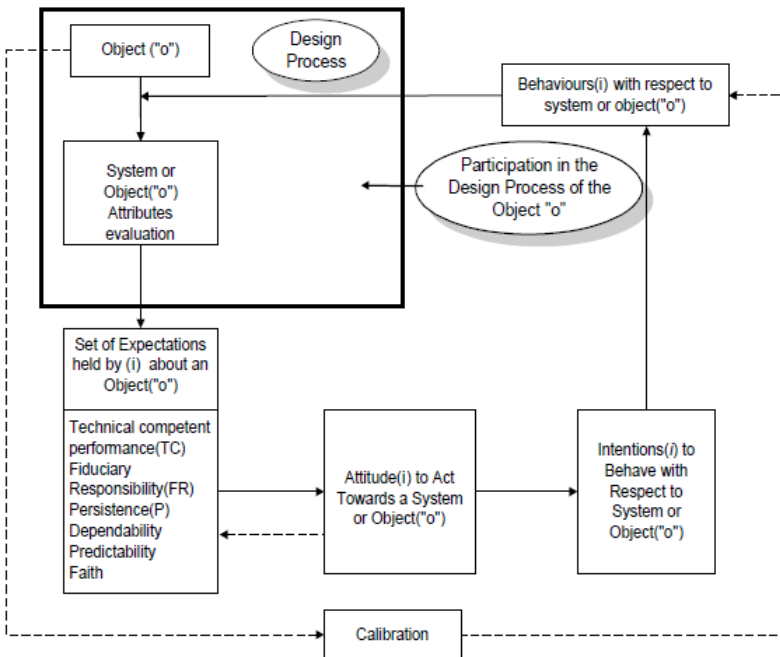 Object ("o")
Design
Process
Behaviours(i) with respect to
system or object("o")
System or
Object("o")
Attributes
evaluation
Participation in the
Design Process of the
Object "o"
Set of Expectations
held by (i) about an
Object("o")
Technical competent
performance(TC)
Fiduciary
Responsibility(FR)
Persistence(P)
Dependability
Predictability
Faith
Attitude(i) to Act
Towards a System
or Object("o")
Intentions(i) to
Behave with
Respect to
System or
Object("o")
Calibration